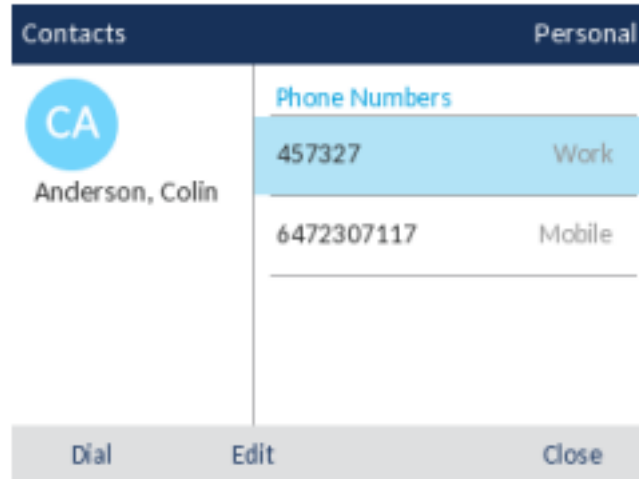 Contacts Personal
CA
Anderson, Colin
Phone Numbers
457327 Work
6472307117 Mobile
Dial Edit Close